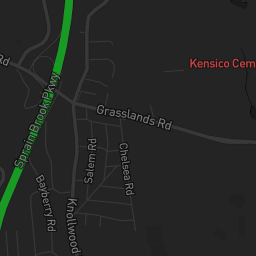 Rd
Kensico Cem
Grasslands Rd
Sprain Brook Pkwy
Salem Rd
Chelsea Rd
Bayberry Rd
Knollwood